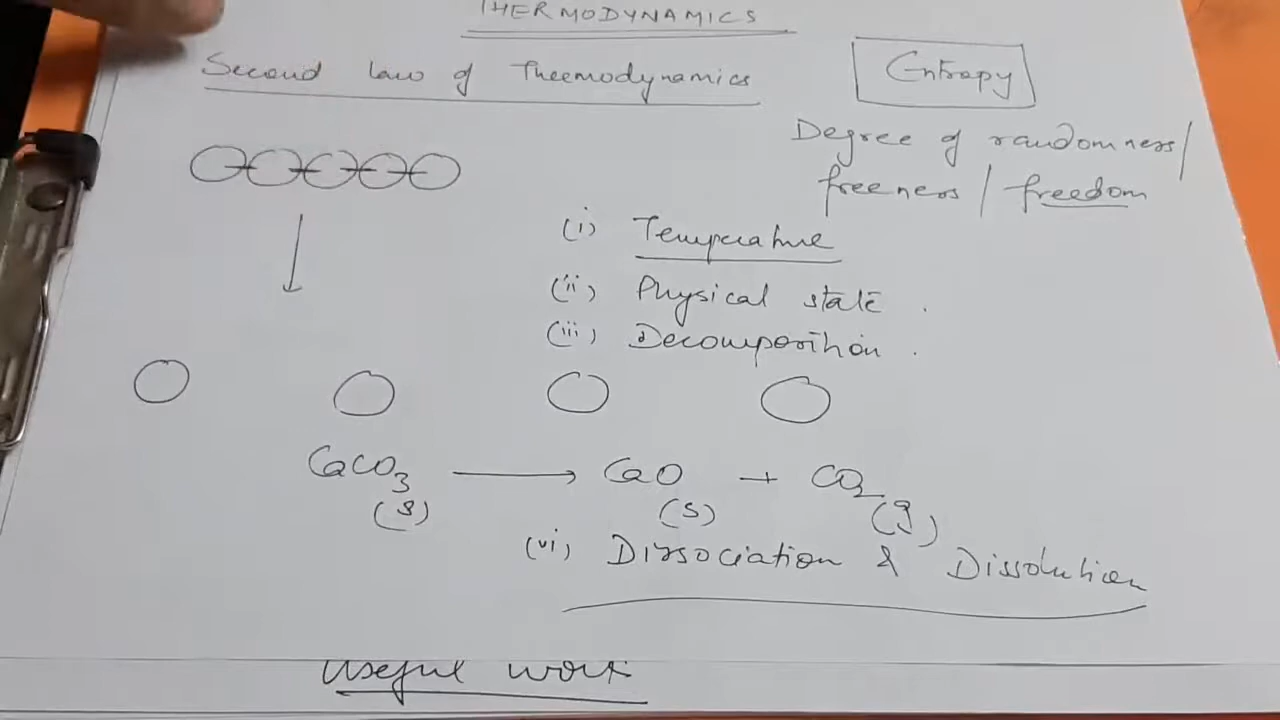 THERMODYNAMICS
Second law of Thermodynamics
Entropy
Degree of randomness/
freeness / freedom
(i) Temperature
(ii) Physical state .
(iii) Decomposition .
CaCO3 → CaO + CO2
(s) (s) (g)
(vi) Dissociation & Dissolution
Useful work